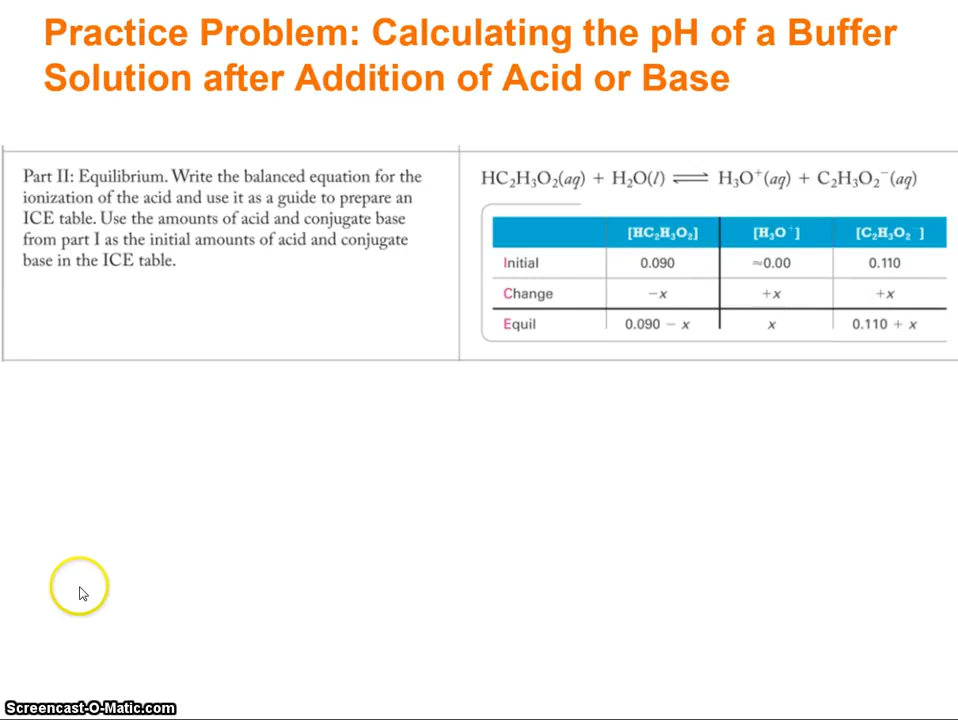 Practice Problem: Calculating the pH of a Buffer
Solution after Addition of Acid or Base
Part II: Equilibrium. Write the balanced equation for the
ionization of the acid and use it as a guide to prepare an
ICE table. Use the amounts of acid and conjugate base
from part I as the initial amounts of acid and conjugate
base in the ICE table.
HC₂H₃O₂(aq) + H₂O(l) ⇌ H₃O⁺(aq) + C₂H₃O₂⁻(aq)
[HC₂H₃O₂] [H₃O⁺] [C₂H₃O₂⁻]
Initial 0.090 ≈0.00 0.110
Change −x +x +x
Equil 0.090 − x x 0.110 + x
Screencast-O-Matic.com